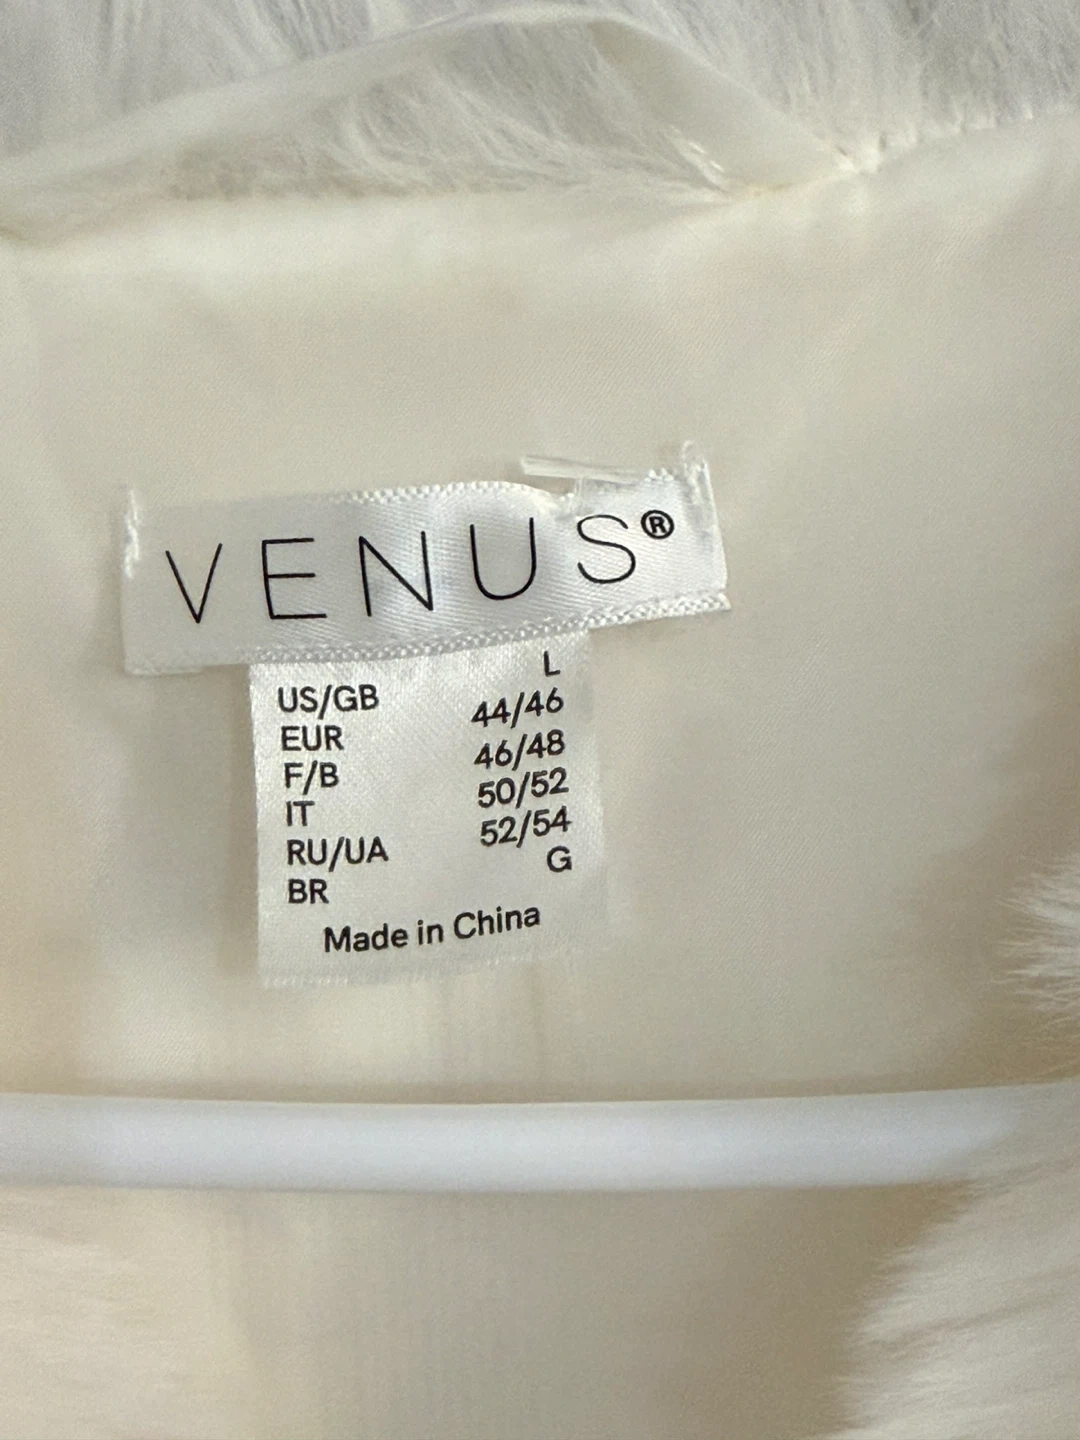 VENUS®
US/GB L
EUR 44/46
F/B 46/48
IT 50/52
RU/UA 52/54
BR G
Made in China